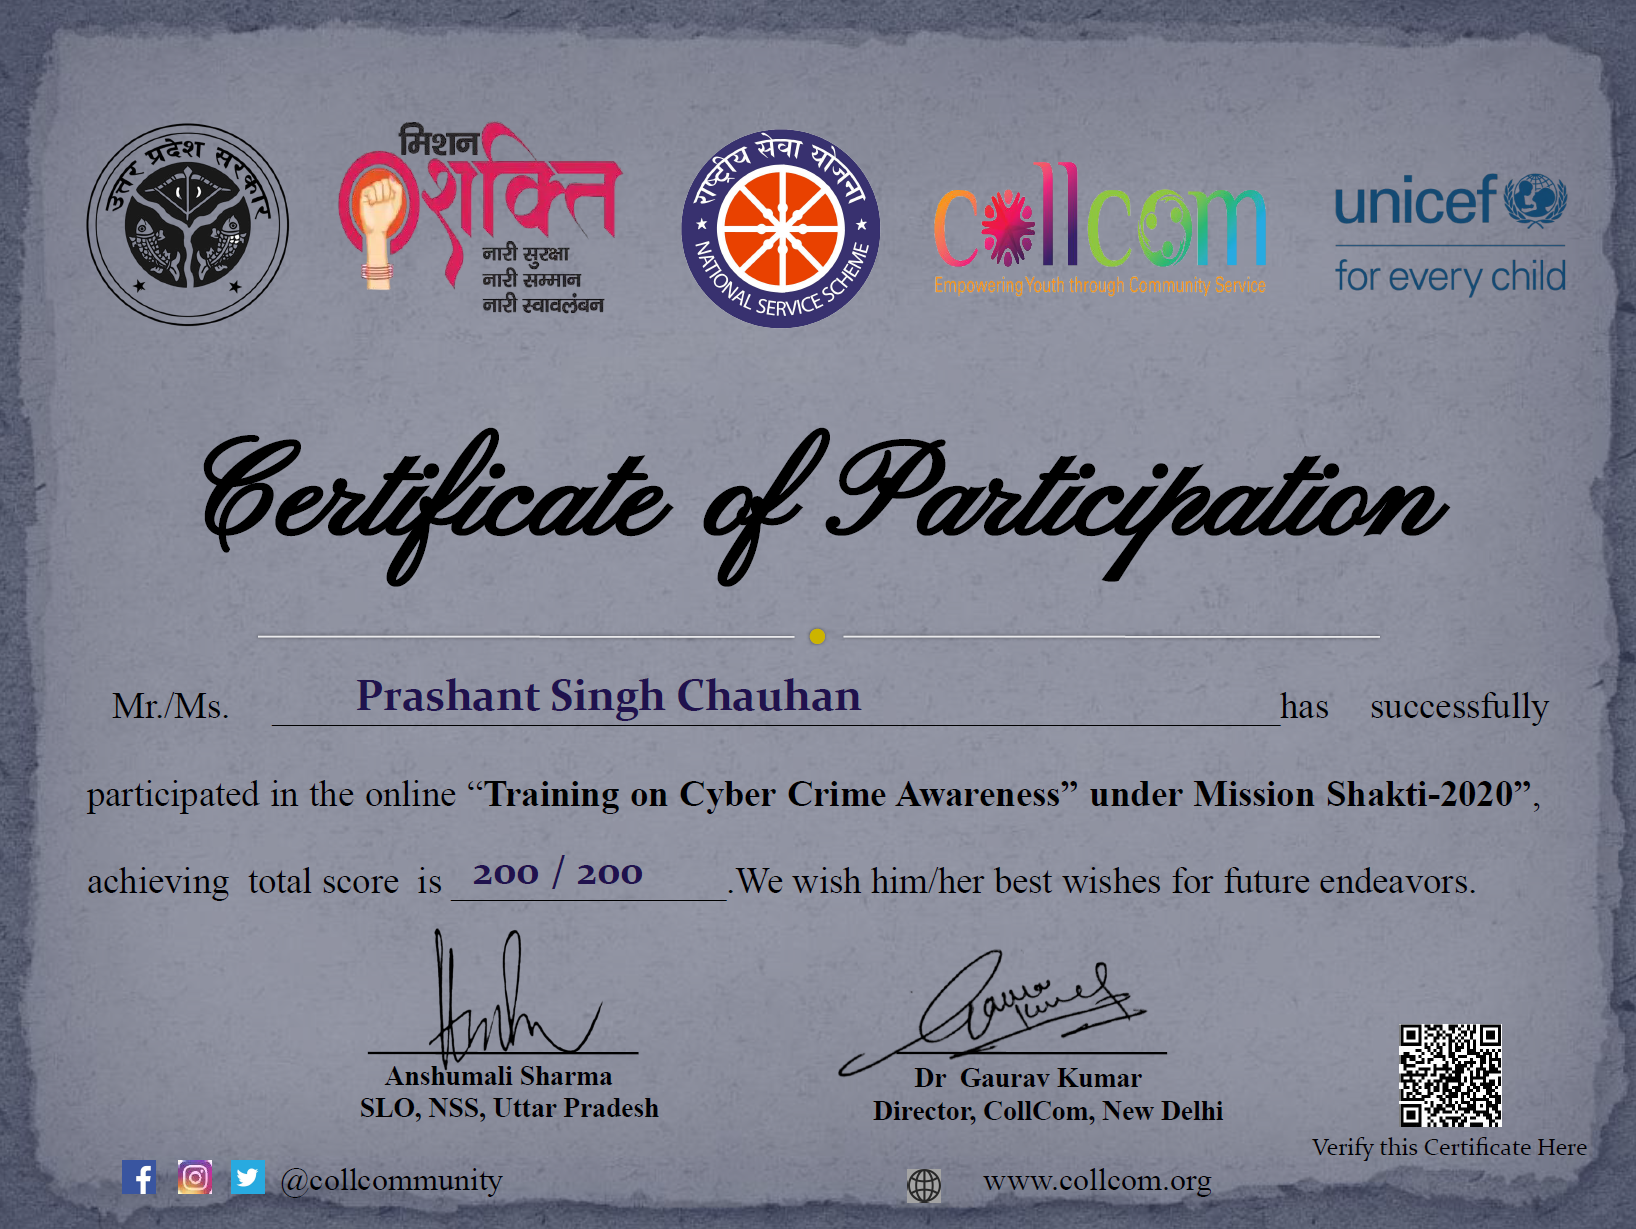 उत्तर प्रदेश सरकार
मिशन
शक्ति
नारी सुरक्षा
नारी सम्मान
नारी स्वावलंबन
राष्ट्रीय सेवा योजना
NATIONAL SERVICE SCHEME
collcom
Empowering Youth through Community Service
unicef
for every child
Certificate of Participation
Mr./Ms. Prashant Singh Chauhan has successfully
participated in the online “Training on Cyber Crime Awareness” under Mission Shakti-2020”,
achieving total score is 200 / 200 .We wish him/her best wishes for future endeavors.
Anshumali Sharma
SLO, NSS, Uttar Pradesh
Dr Gaurav Kumar
Director, CollCom, New Delhi
Verify this Certificate Here
@collcommunity
www.collcom.org